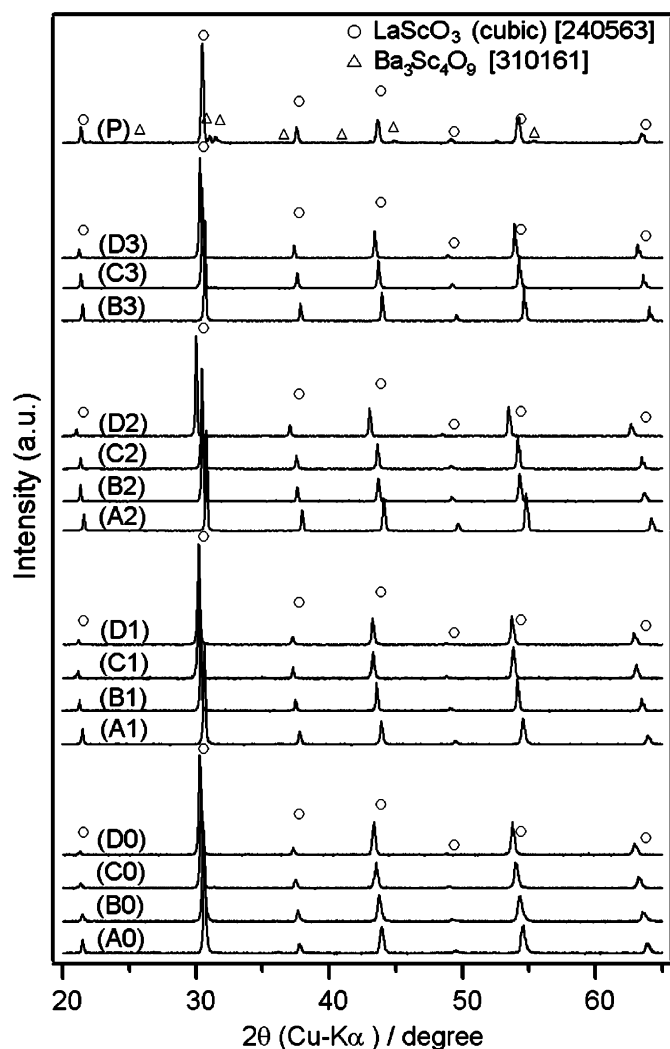 ○ LaScO₃ (cubic) [240563]
△ Ba₃Sc₄O₉ [310161]
(P)
(D3)
(C3)
(B3)
(D2)
(C2)
(B2)
(A2)
(D1)
(C1)
(B1)
(A1)
(D0)
(C0)
(B0)
(A0)
Intensity (a.u.)
20 30 40 50 60
2θ (Cu-Kα) / degree